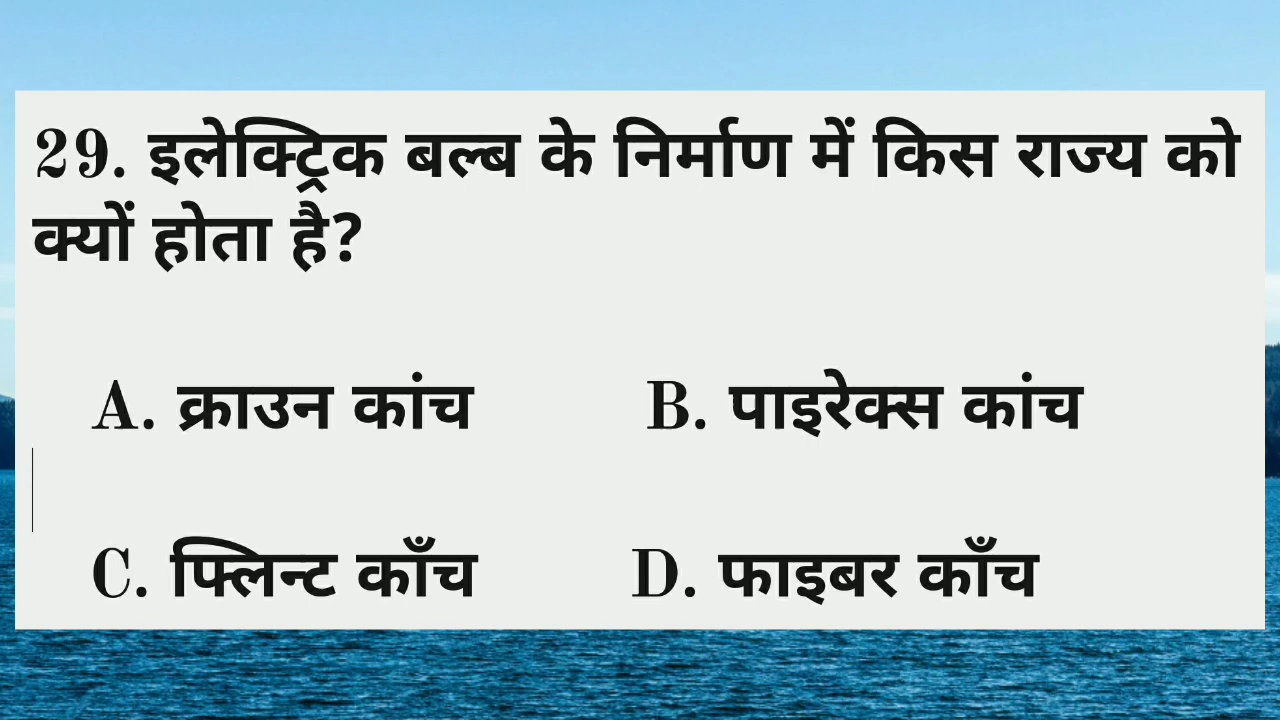 29. इलेक्ट्रिक बल्ब के निर्माण में किस राज्य को
क्यों होता है?
A. क्राउन कांच B. पाइरेक्स कांच
C. फ्लिन्ट काँच D. फाइबर काँच